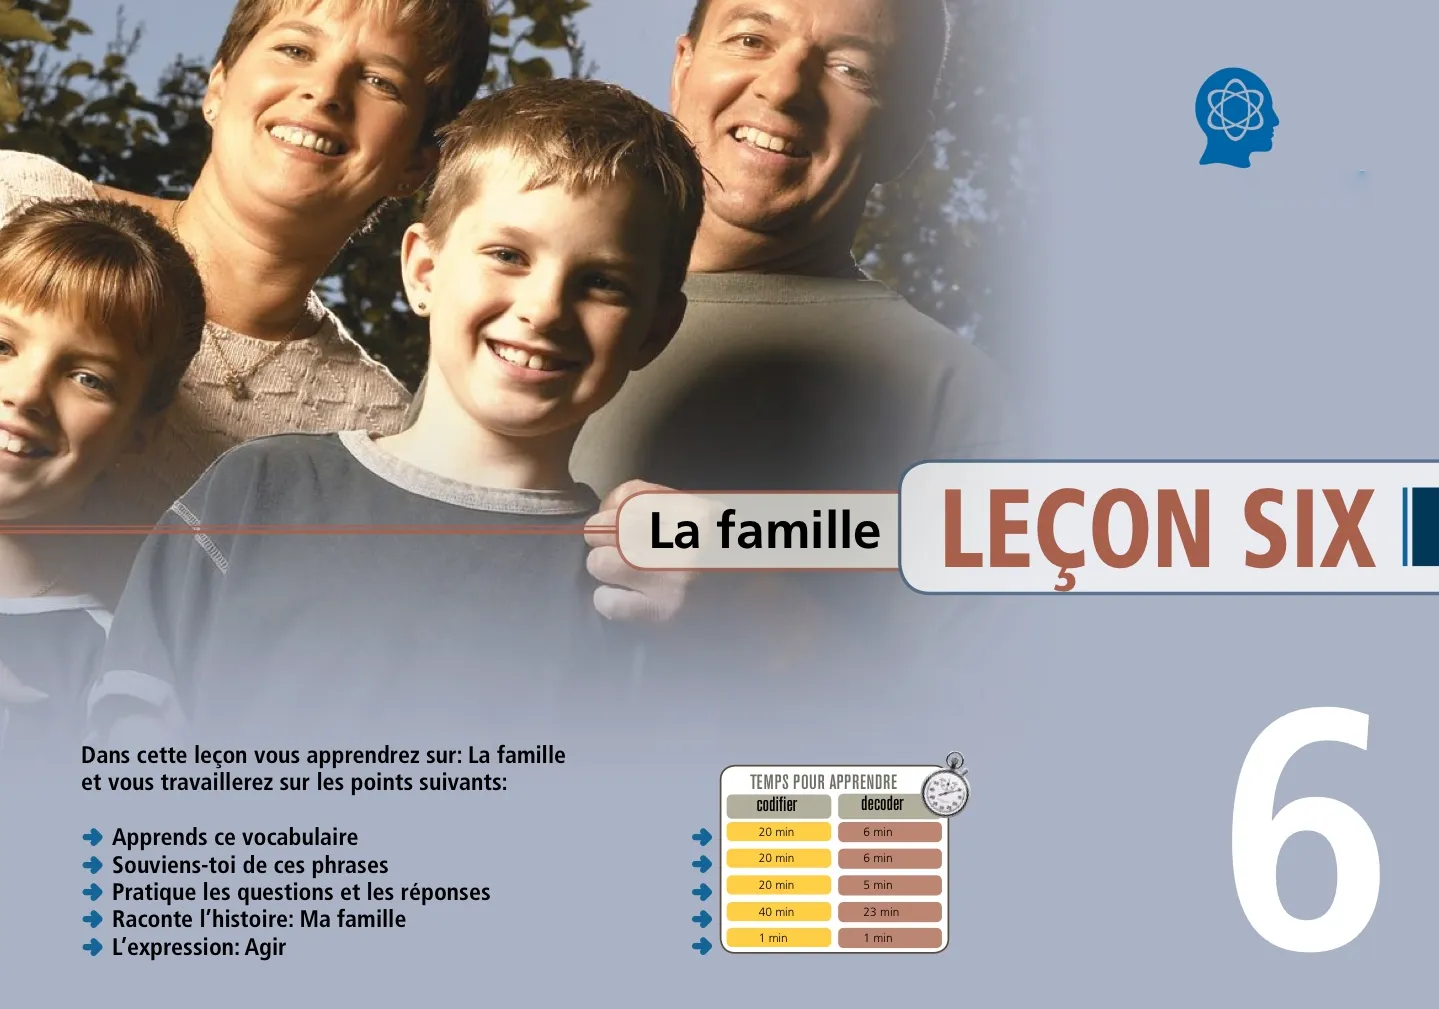 La famille
LEÇON SIX
6
Dans cette leçon vous apprendrez sur: La famille
et vous travaillerez sur les points suivants:
Apprends ce vocabulaire
Souviens-toi de ces phrases
Pratique les questions et les réponses
Raconte l’histoire: Ma famille
L’expression: Agir
TEMPS POUR APPRENDRE
codifier decoder
20 min 6 min
20 min 6 min
20 min 5 min
40 min 23 min
1 min 1 min